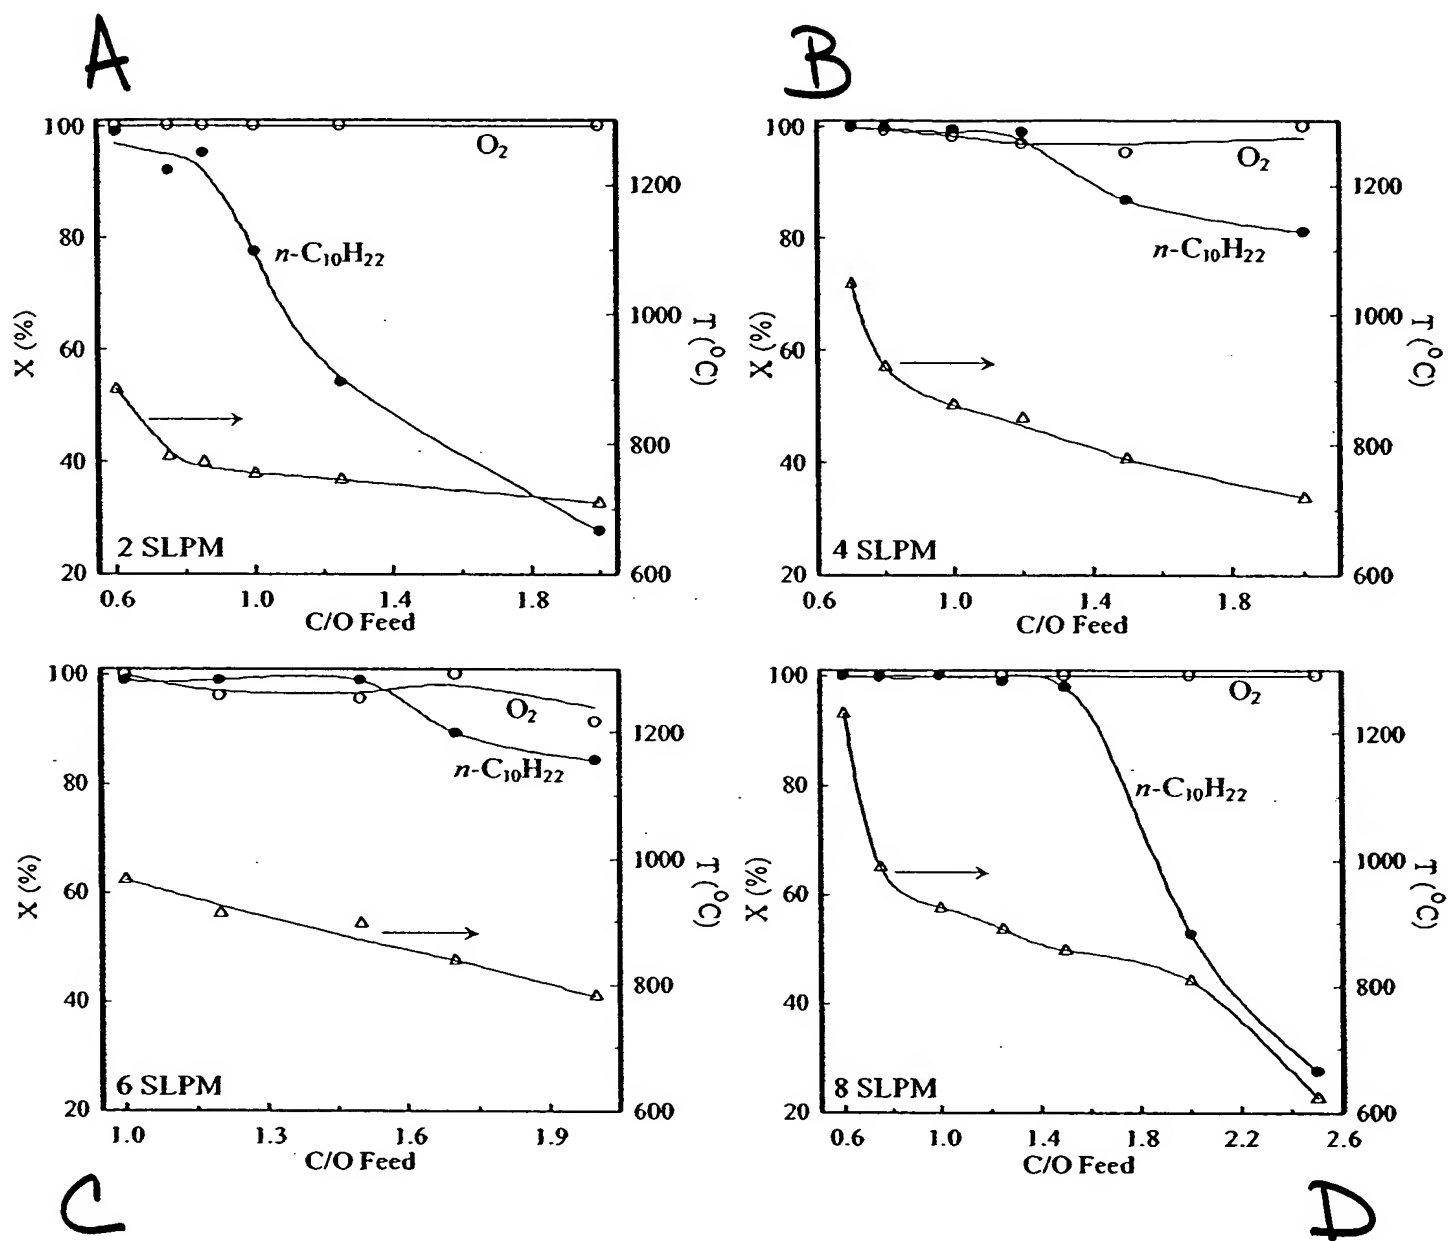 A
B
100
80
60
40
20
X (%)
O₂
n-C₁₀H₂₂
2 SLPM
1200
1000
800
600
T (°C)
0.6 1.0 1.4 1.8
C/O Feed
100
80
60
40
20
X (%)
O₂
n-C₁₀H₂₂
4 SLPM
1200
1000
800
600
T (°C)
0.6 1.0 1.4 1.8
C/O Feed
100
80
60
40
20
X (%)
O₂
n-C₁₀H₂₂
6 SLPM
1200
1000
800
600
T (°C)
1.0 1.3 1.6 1.9
C/O Feed
100
80
60
40
20
X (%)
O₂
n-C₁₀H₂₂
8 SLPM
1200
1000
800
600
T (°C)
0.6 1.0 1.4 1.8 2.2 2.6
C/O Feed
C
D